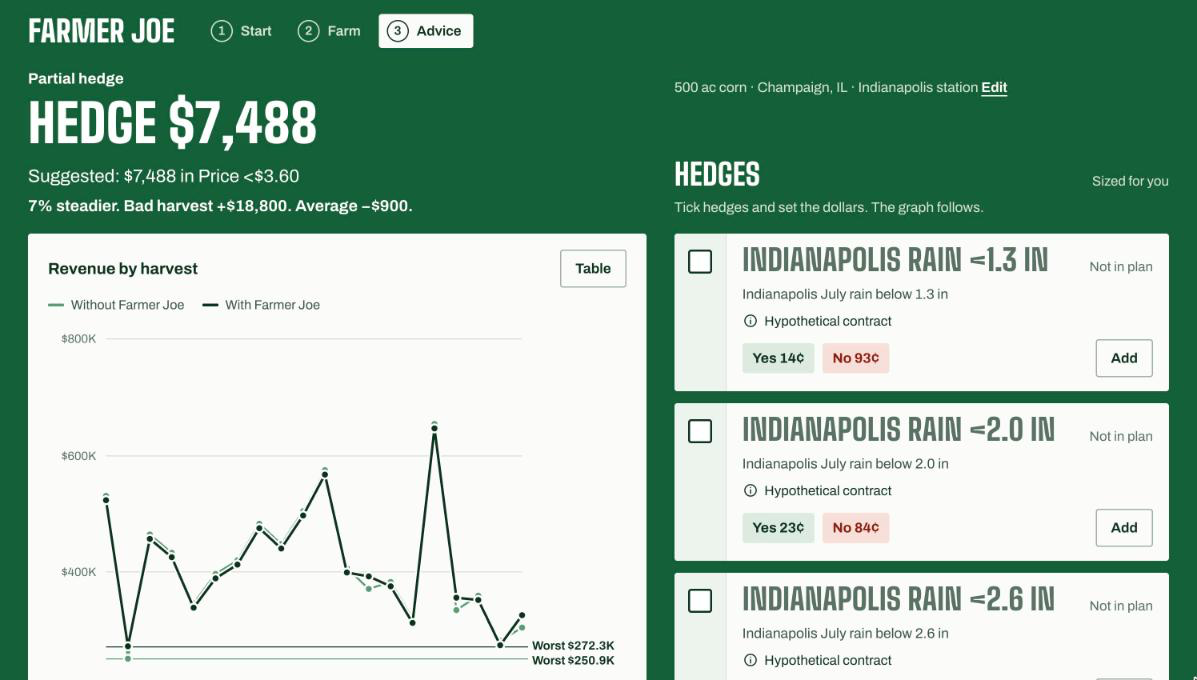 FARMER JOE
1 Start
2 Farm
3 Advice
Partial hedge
HEDGE $7,488
Suggested: $7,488 in Price <$3.60
7% steadier. Bad harvest +$18,800. Average −$900.
500 ac corn · Champaign, IL · Indianapolis station Edit
HEDGES
Sized for you
Tick hedges and set the dollars. The graph follows.
Revenue by harvest
Table
Without Farmer Joe
With Farmer Joe
$800K
$600K
$400K
Worst $272.3K
Worst $250.9K
INDIANAPOLIS RAIN <1.3 IN
Not in plan
Indianapolis July rain below 1.3 in
Hypothetical contract
Yes 14¢
No 93¢
Add
INDIANAPOLIS RAIN <2.0 IN
Not in plan
Indianapolis July rain below 2.0 in
Hypothetical contract
Yes 23¢
No 84¢
Add
INDIANAPOLIS RAIN <2.6 IN
Not in plan
Indianapolis July rain below 2.6 in
Hypothetical contract